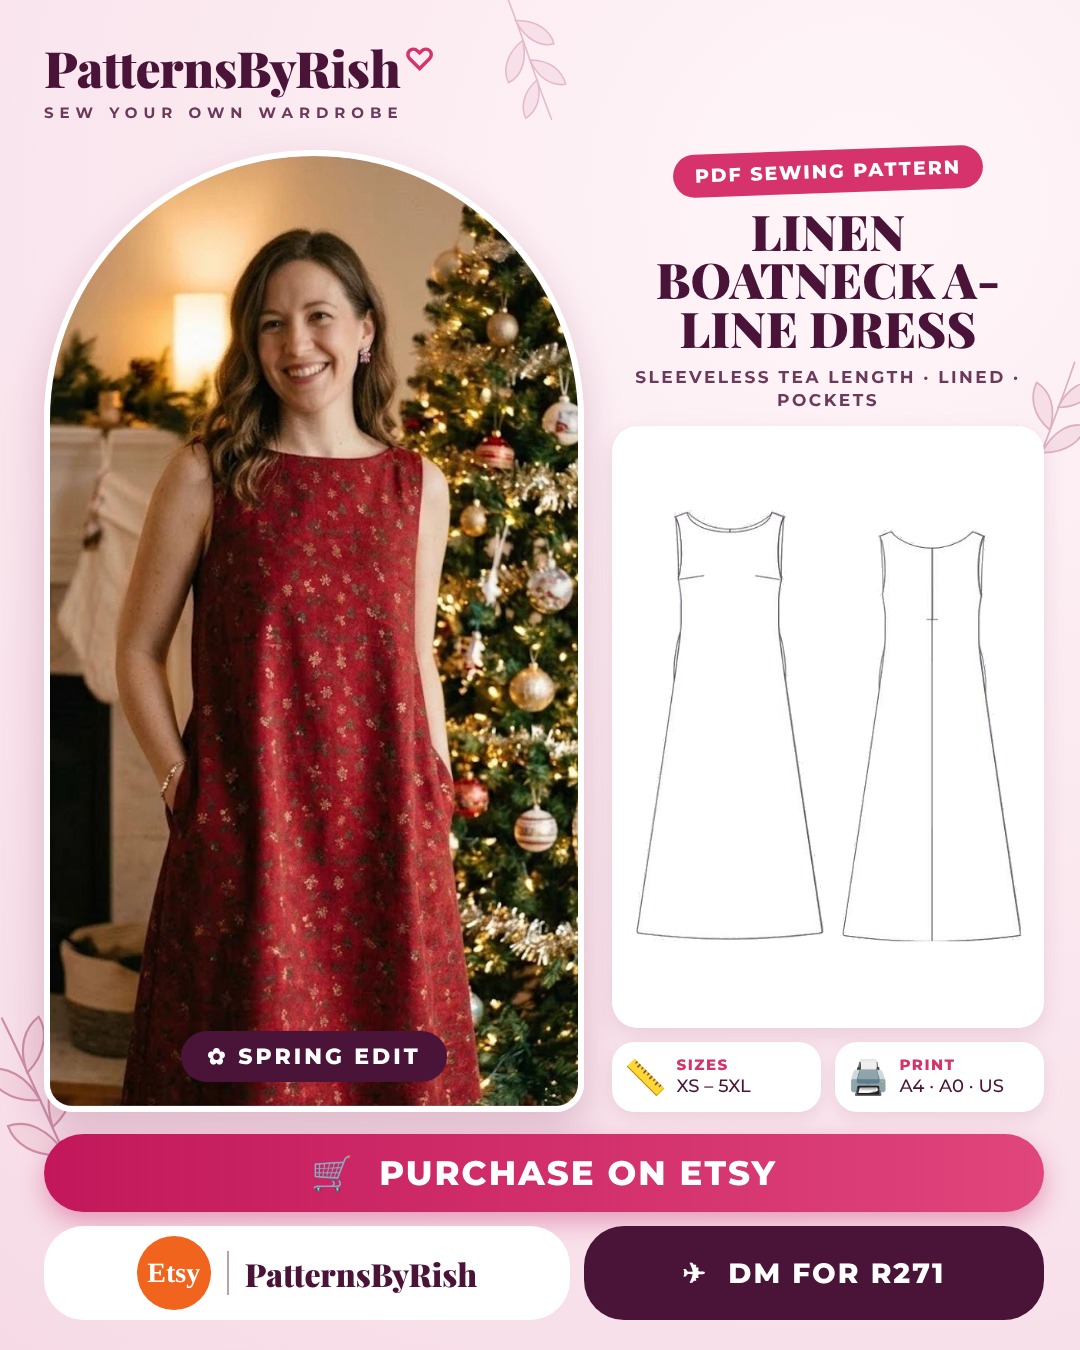 PatternsByRish
SEW YOUR OWN WARDROBE
PDF SEWING PATTERN
LINEN
BOATNECK A-
LINE DRESS
SLEEVELESS TEA LENGTH · LINED ·
POCKETS
✿ SPRING EDIT
SIZES
XS – 5XL
PRINT
A4 · A0 · US
PURCHASE ON ETSY
Etsy
PatternsByRish
✈ DM FOR R271